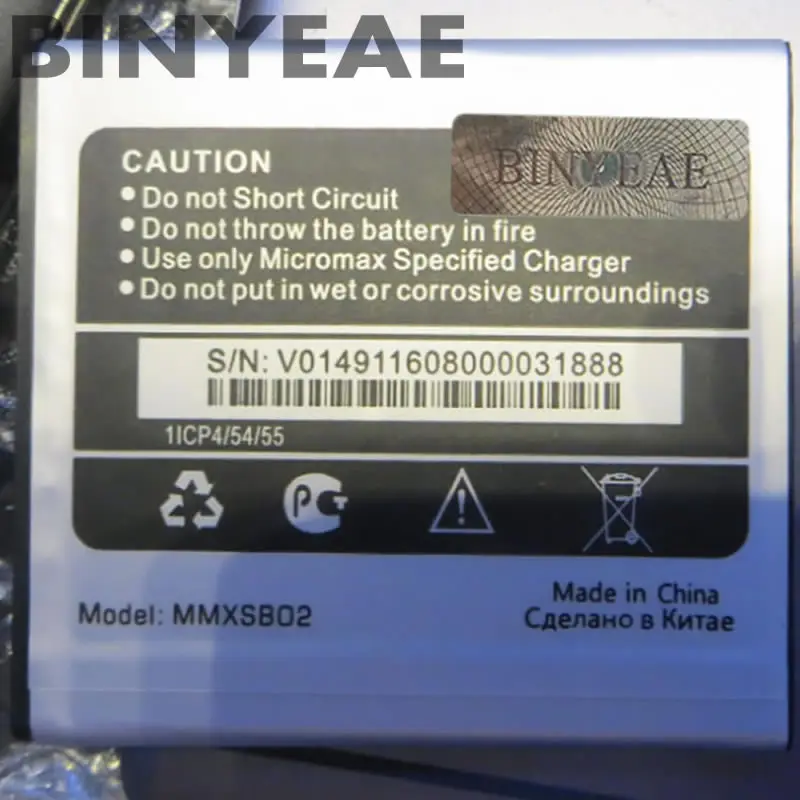 BINYEAE
BINYEAE
CAUTION
• Do not Short Circuit
• Do not throw the battery in fire
• Use only Micromax Specified Charger
• Do not put in wet or corrosive surroundings
S/N: V014911608000031888
1ICP4/54/55
Model: MMXSB02
Made in China
Сделано в Китае